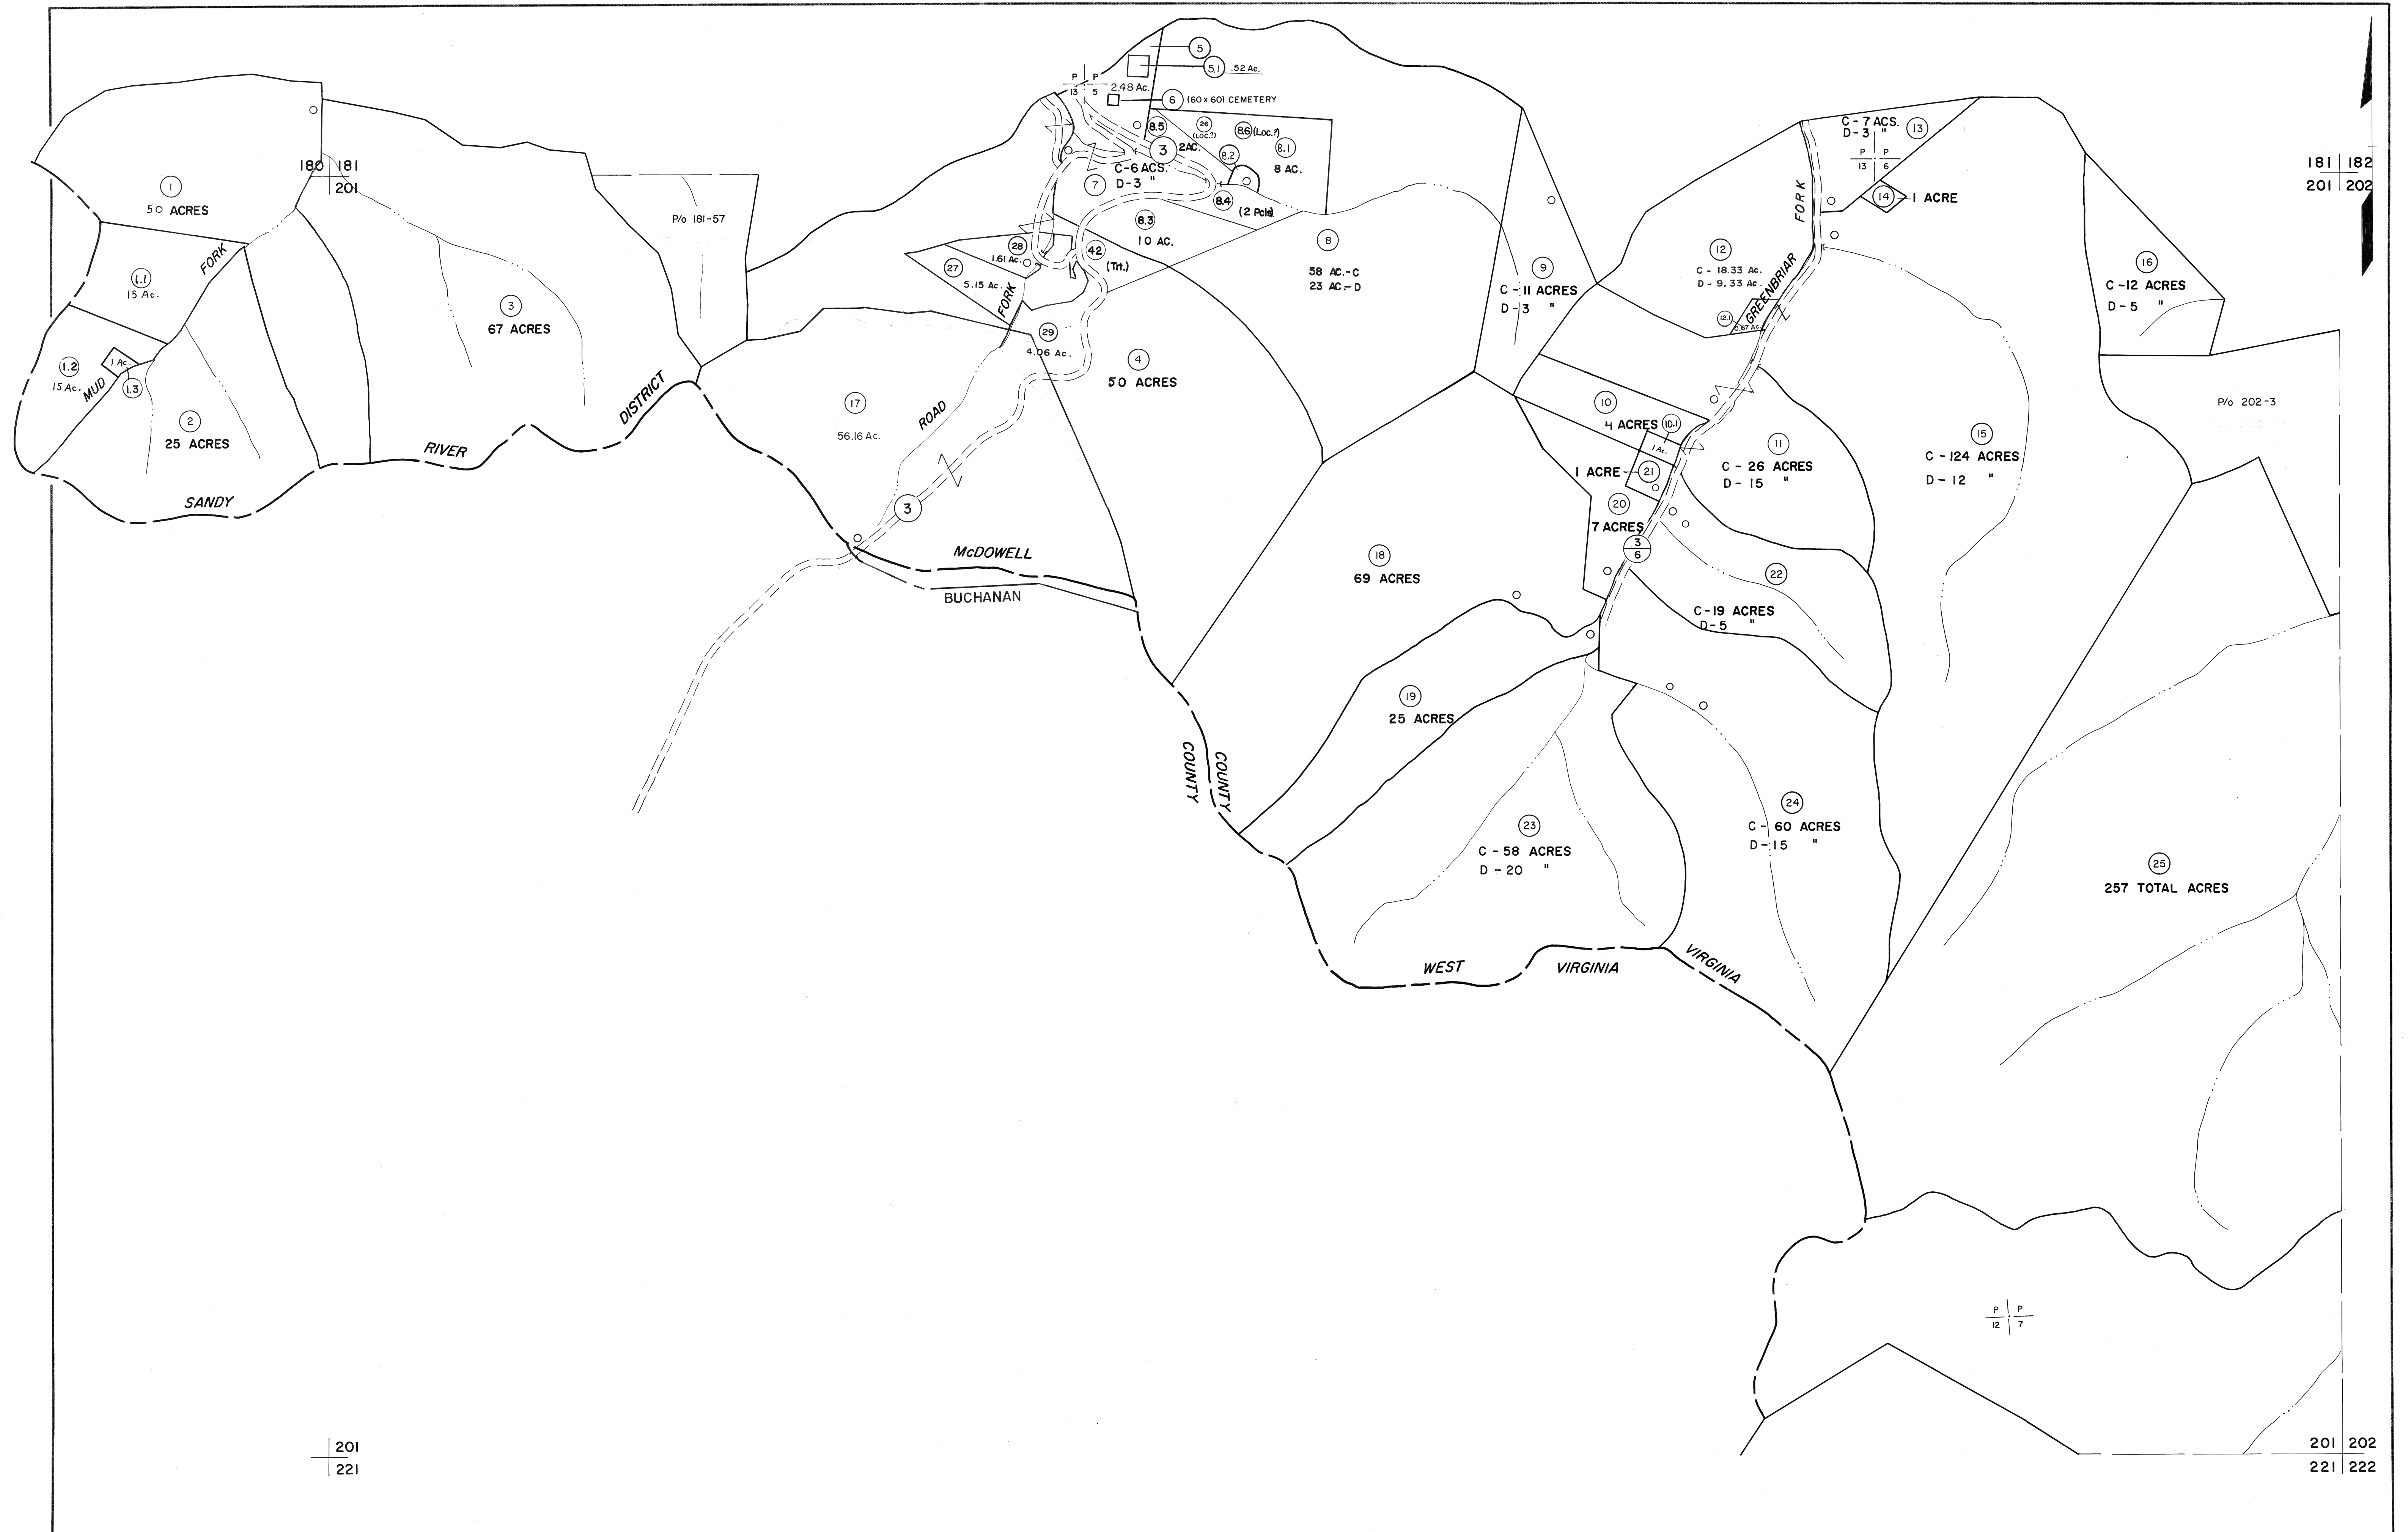 5
5.1 .52 Ac.
P P
13 5
2.48 Ac.
6 (60 x 60) CEMETERY
8.5
26
(LOC.?)
8.6 (Loc.?)
8.1
8 AC.
3
2AC.
8.2
C-6 ACS.
D-3 "
7
8.4
(2 Pcls)
8.3
10 AC.
C-7 ACS.
D-3 "
13
P P
13 6
14
1 ACRE
181 182
201 202
180 181
201
1
50 ACRES
P/o 181-57
FORK
1.1
15 Ac.
3
67 ACRES
28
1.61 Ac.
42
(Trt.)
27
5.15 Ac.
FORK
8
58 AC.-C
23 AC.-D
9
C-11 ACRES
D-3 "
FORK
GREENBRIAR
12
C - 18.33 Ac.
D - 9.33 Ac.
12.1
0.67 Ac.
16
C-12 ACRES
D-5 "
29
4.06 Ac.
4
50 ACRES
1.2
15 Ac.
1 Ac.
1.3
MUD
2
25 ACRES
DISTRICT
RIVER
SANDY
17
56.16 Ac.
ROAD
3
10
4 ACRES
10.1
1 Ac.
1 ACRE
21
20
7 ACRES
3
6
11
C - 26 ACRES
D - 15 "
15
C - 124 ACRES
D - 12 "
P/o 202-3
McDOWELL
BUCHANAN
18
69 ACRES
22
C-19 ACRES
D-5 "
19
25 ACRES
COUNTY
COUNTY
23
C - 58 ACRES
D - 20 "
24
C - 60 ACRES
D - 15 "
25
257 TOTAL ACRES
WEST VIRGINIA
VIRGINIA
P P
12 7
201
221
201 202
221 222